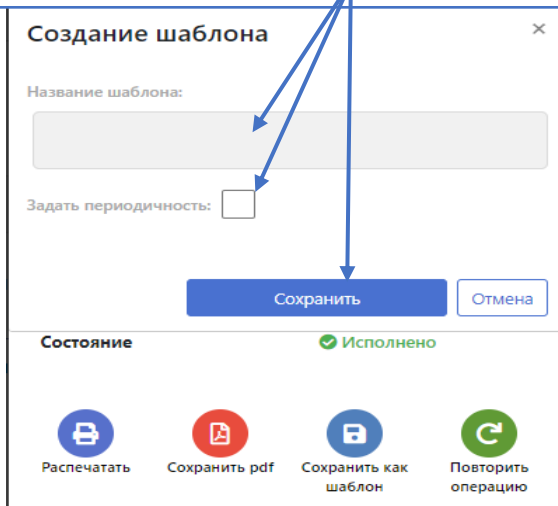 Создание шаблона ×
Название шаблона:
Задать периодичность:
Сохранить Отмена
Состояние Исполнено
Распечатать Сохранить pdf Сохранить как Повторить
шаблон операцию